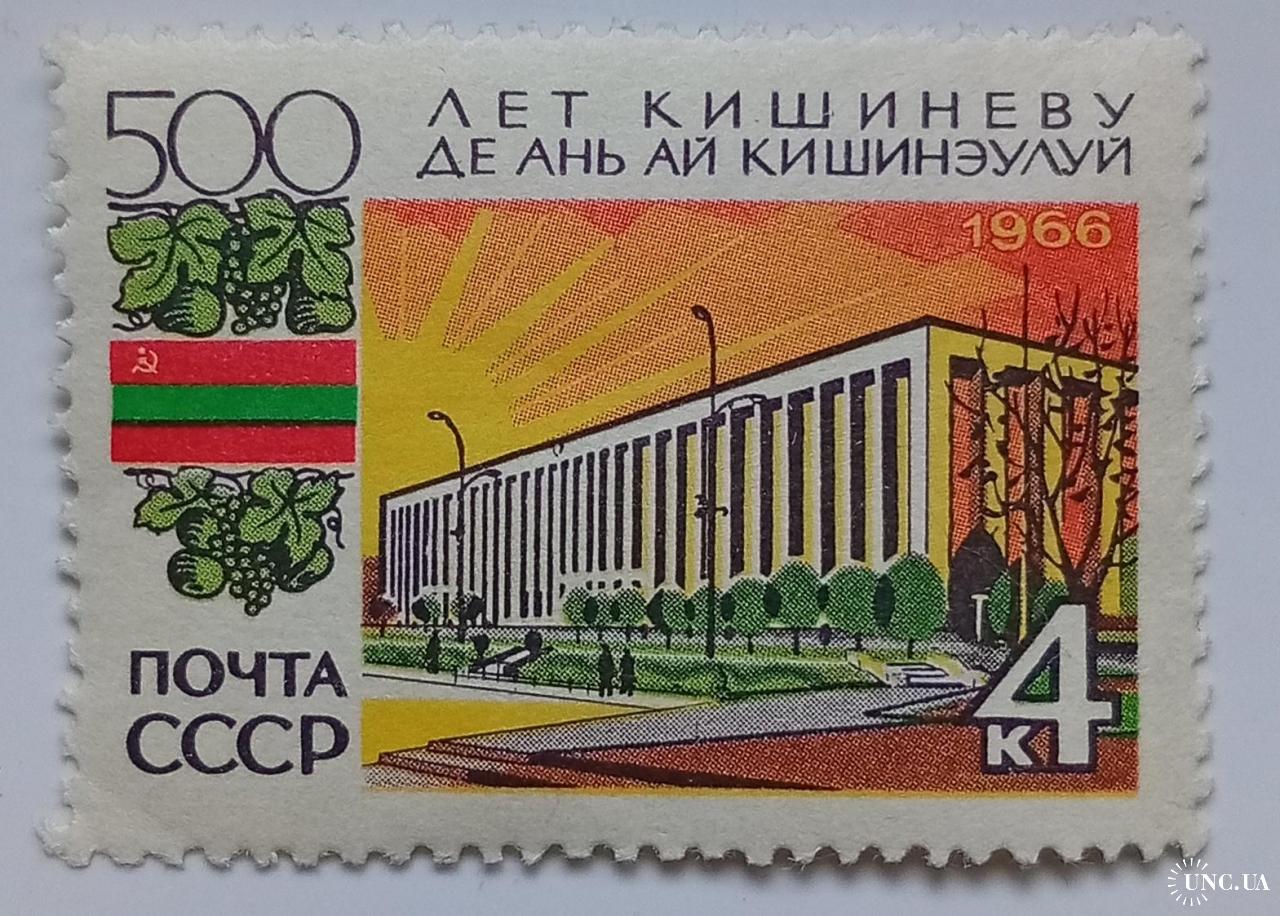 500 ЛЕТ КИШИНЕВУ
ДЕ АНЬ АЙ КИШИНЭУЛУЙ
1966
ПОЧТА
СССР
4
К
UNC.UA